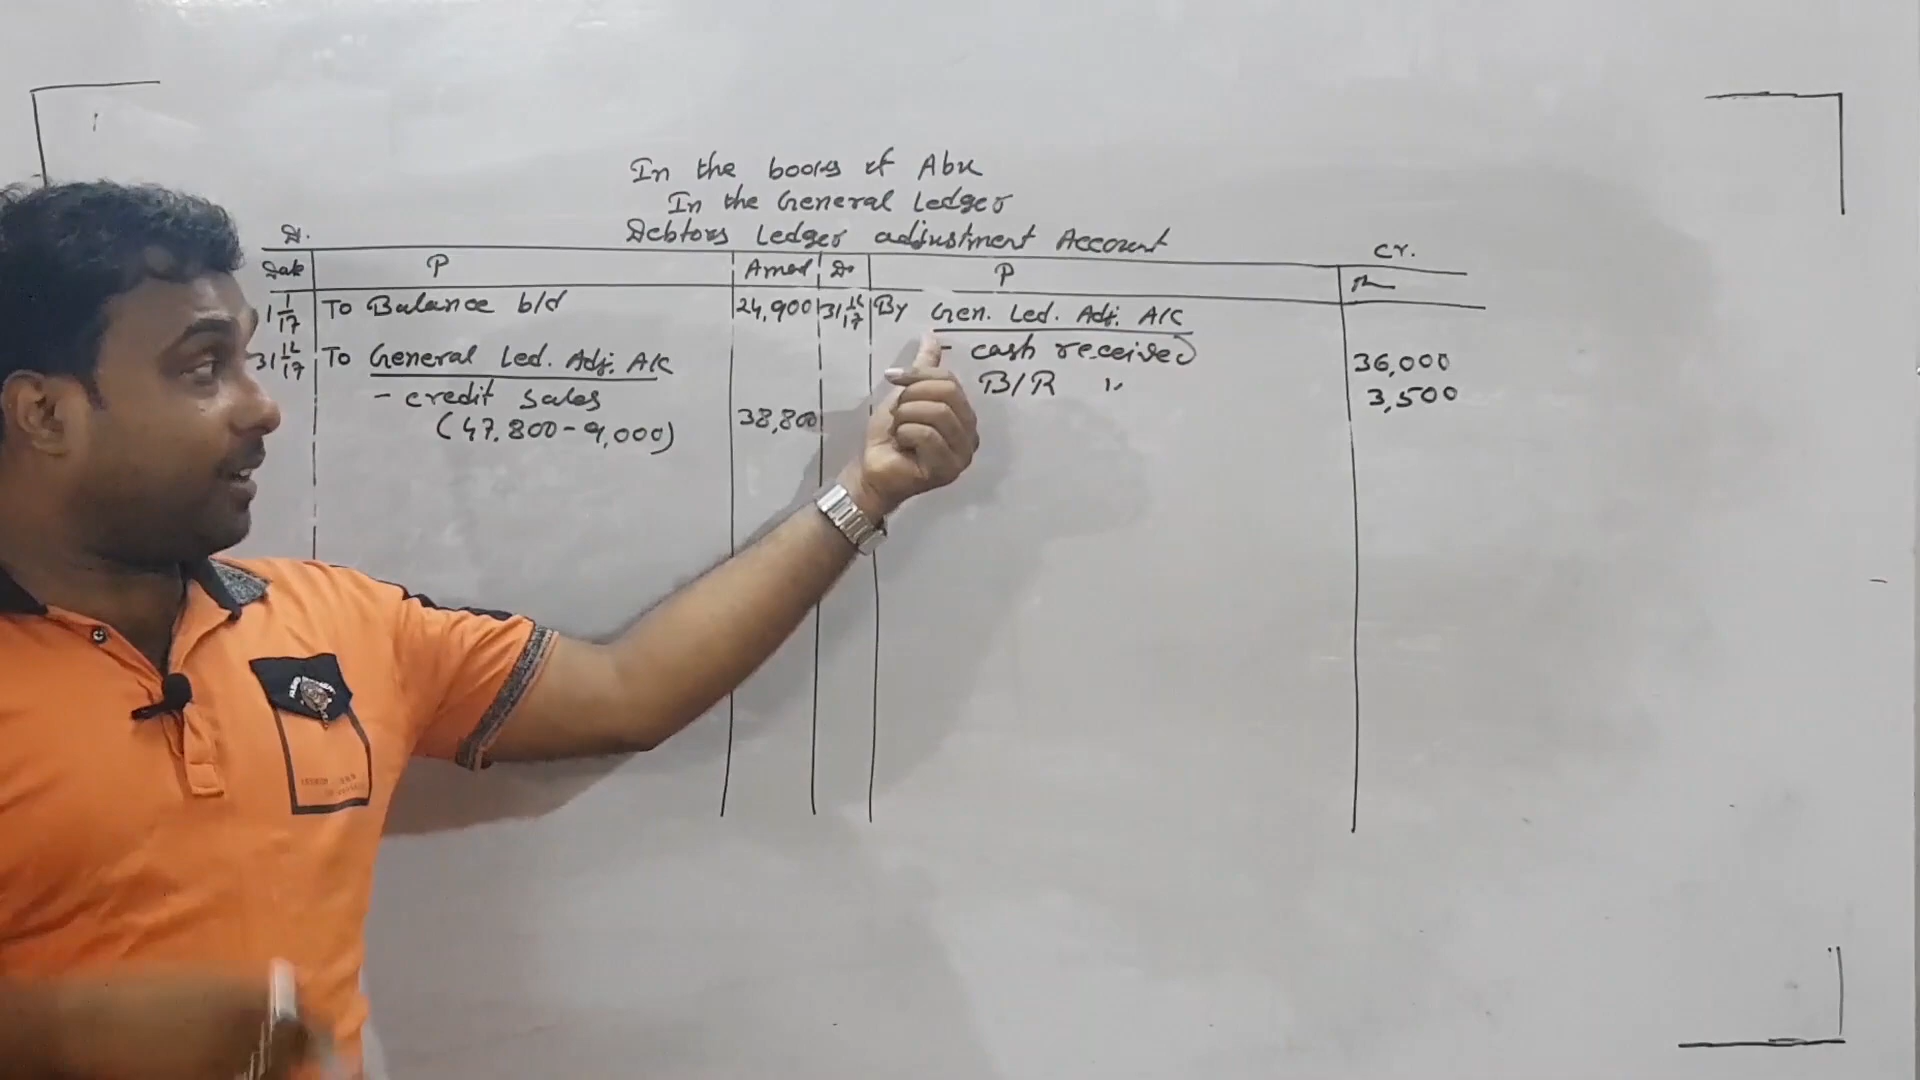 In the books of Abu
In the General Ledger
Dr. Debtors Ledger adjustment Account Cr.
Date P Amount P
1/1/17 To Balance b/d 24,900 31/12/17 By Gen. Led. Adj. A/C
31/12/17 To General Led. Adj. A/C - cash received 36,000
- credit sales B/R " 3,500
(47,800-9,000) 38,800